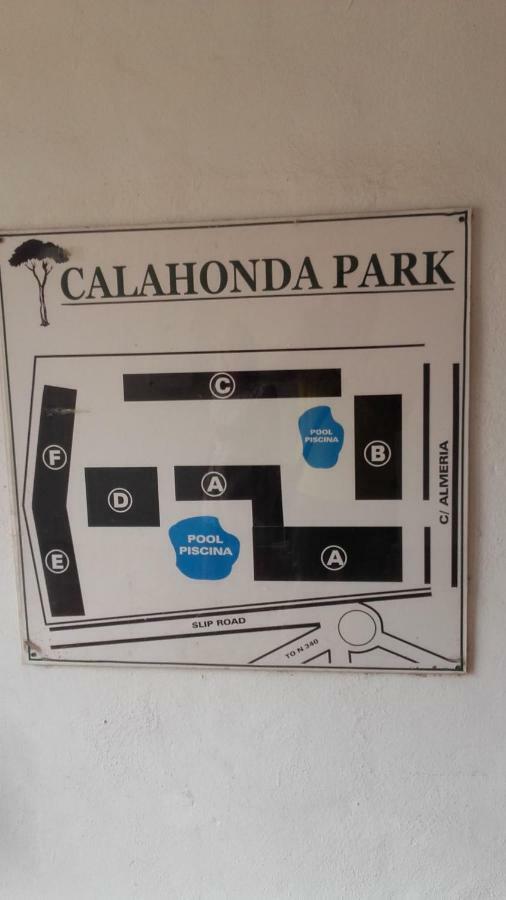 CALAHONDA PARK
C
POOL
PISCINA
B
F
A
D
C/ ALMERIA
POOL
PISCINA
A
E
SLIP ROAD
TO N 340